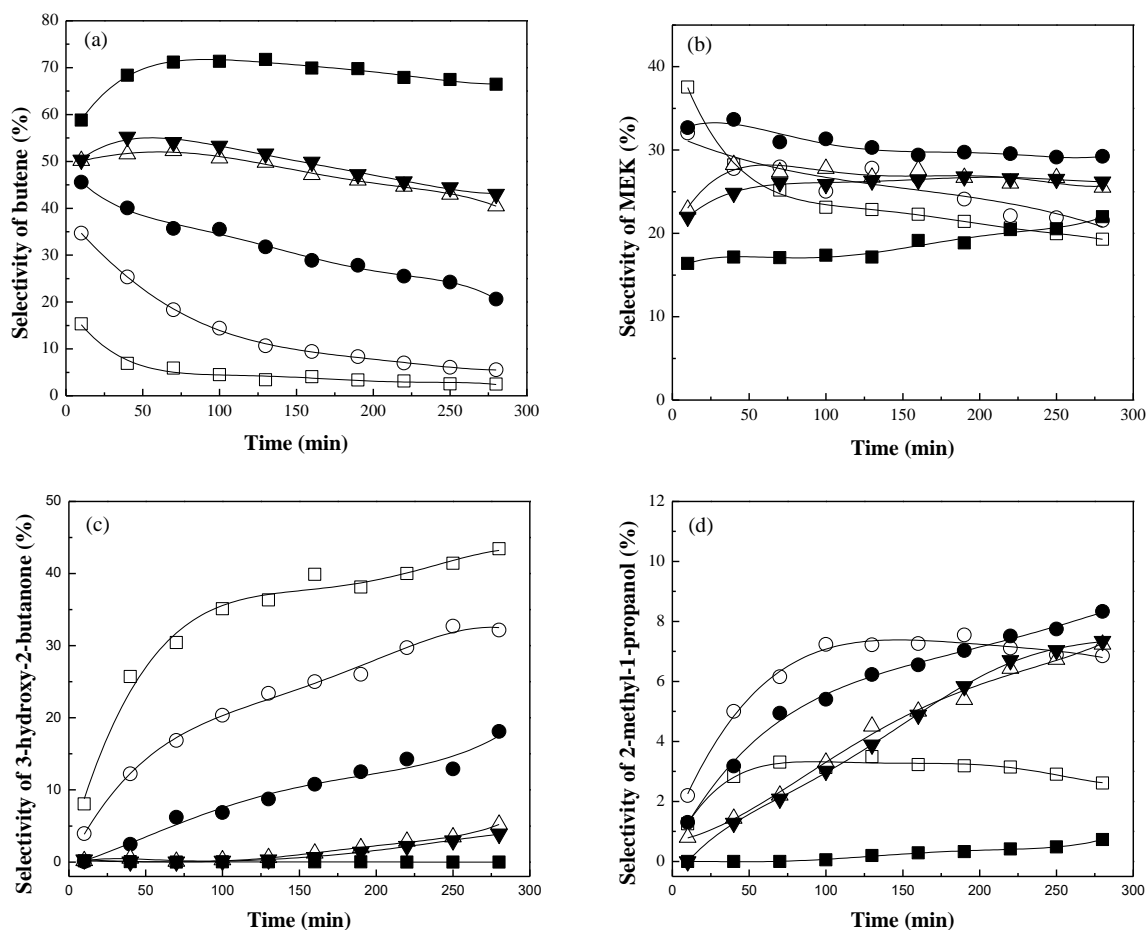 (a)
80
70
60
50
40
30
20
10
0
Selectivity of butene (%)
0 50 100 150 200 250 300
Time (min)
(b)
40
30
20
10
0
Selectivity of MEK (%)
0 50 100 150 200 250 300
Time (min)
(c)
50
40
30
20
10
0
Selectivity of 3-hydroxy-2-butanone (%)
0 50 100 150 200 250 300
Time (min)
(d)
12
10
8
6
4
2
0
Selectivity of 2-methyl-1-propanol (%)
0 50 100 150 200 250 300
Time (min)